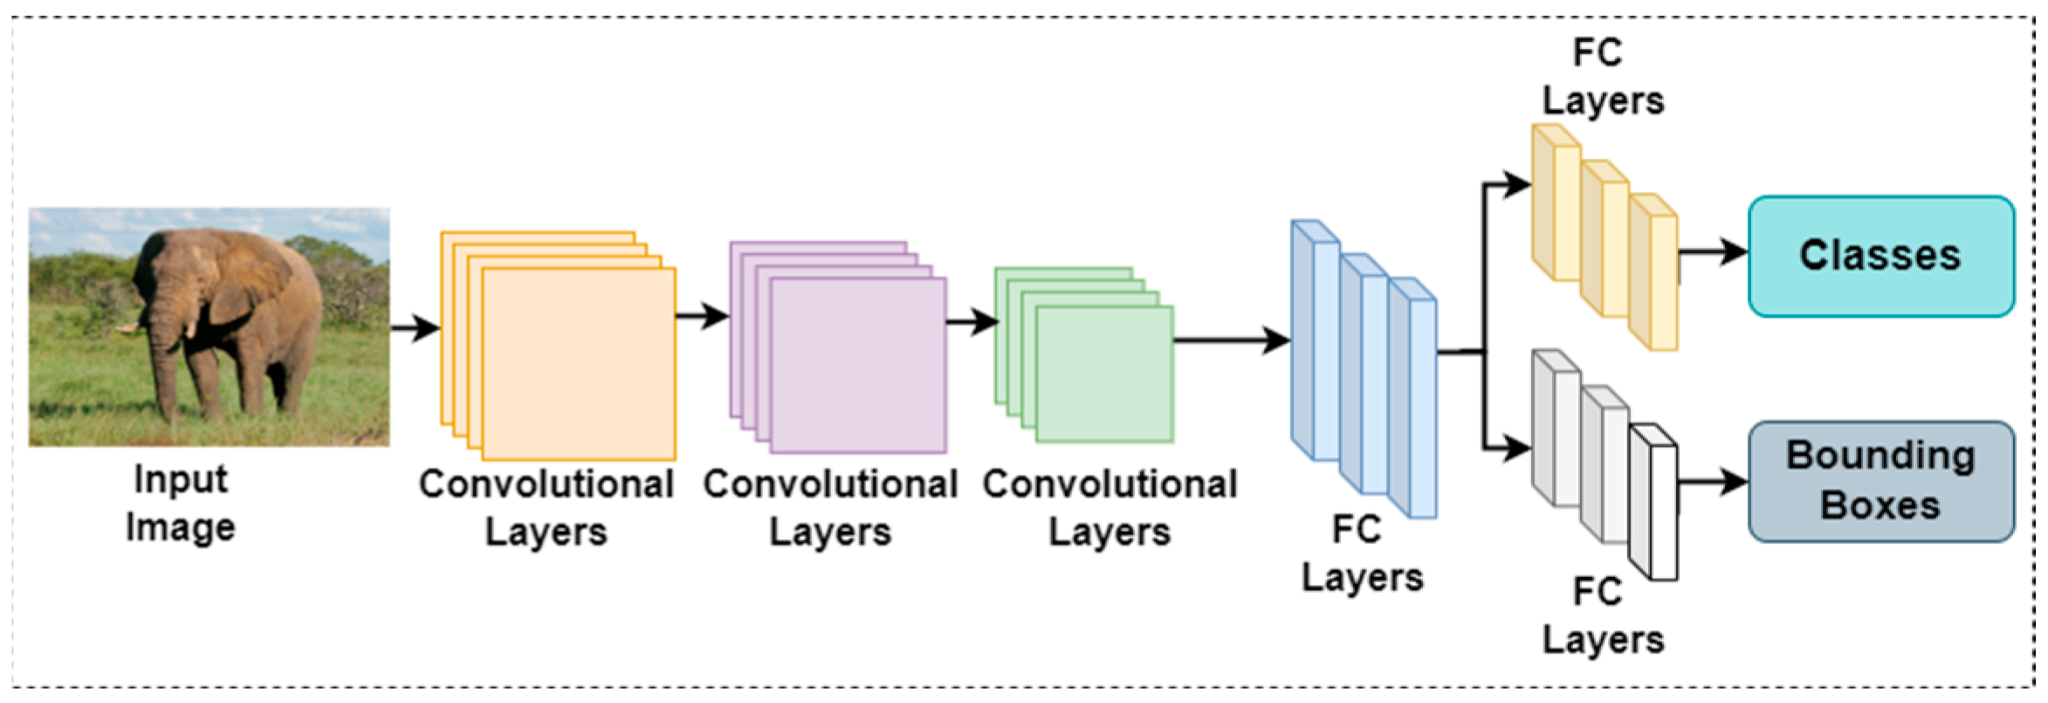 Input
Image
Convolutional
Layers
Convolutional
Layers
Convolutional
Layers
FC
Layers
FC
Layers
Classes
FC
Layers
Bounding
Boxes